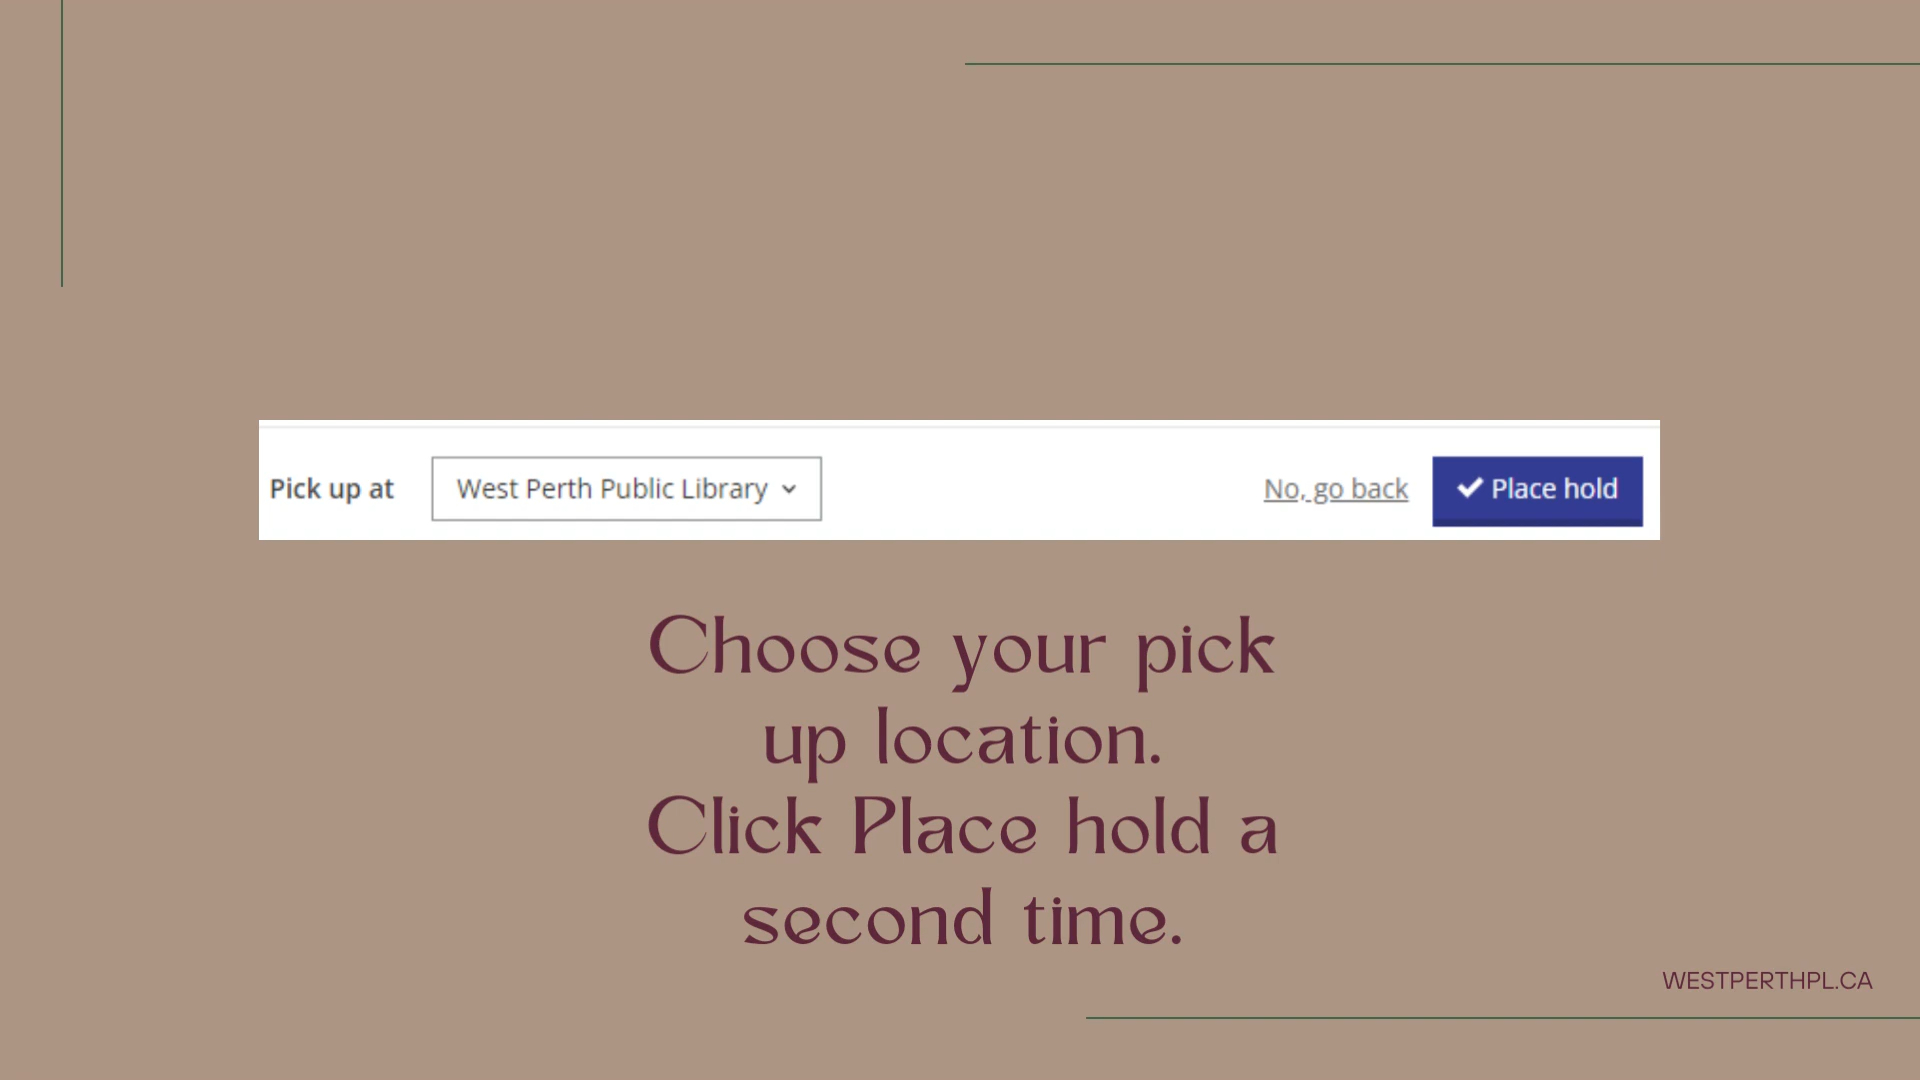 Pick up at West Perth Public Library No, go back Place hold
Choose your pick
up location.
Click Place hold a
second time.
WESTPERTHPL.CA